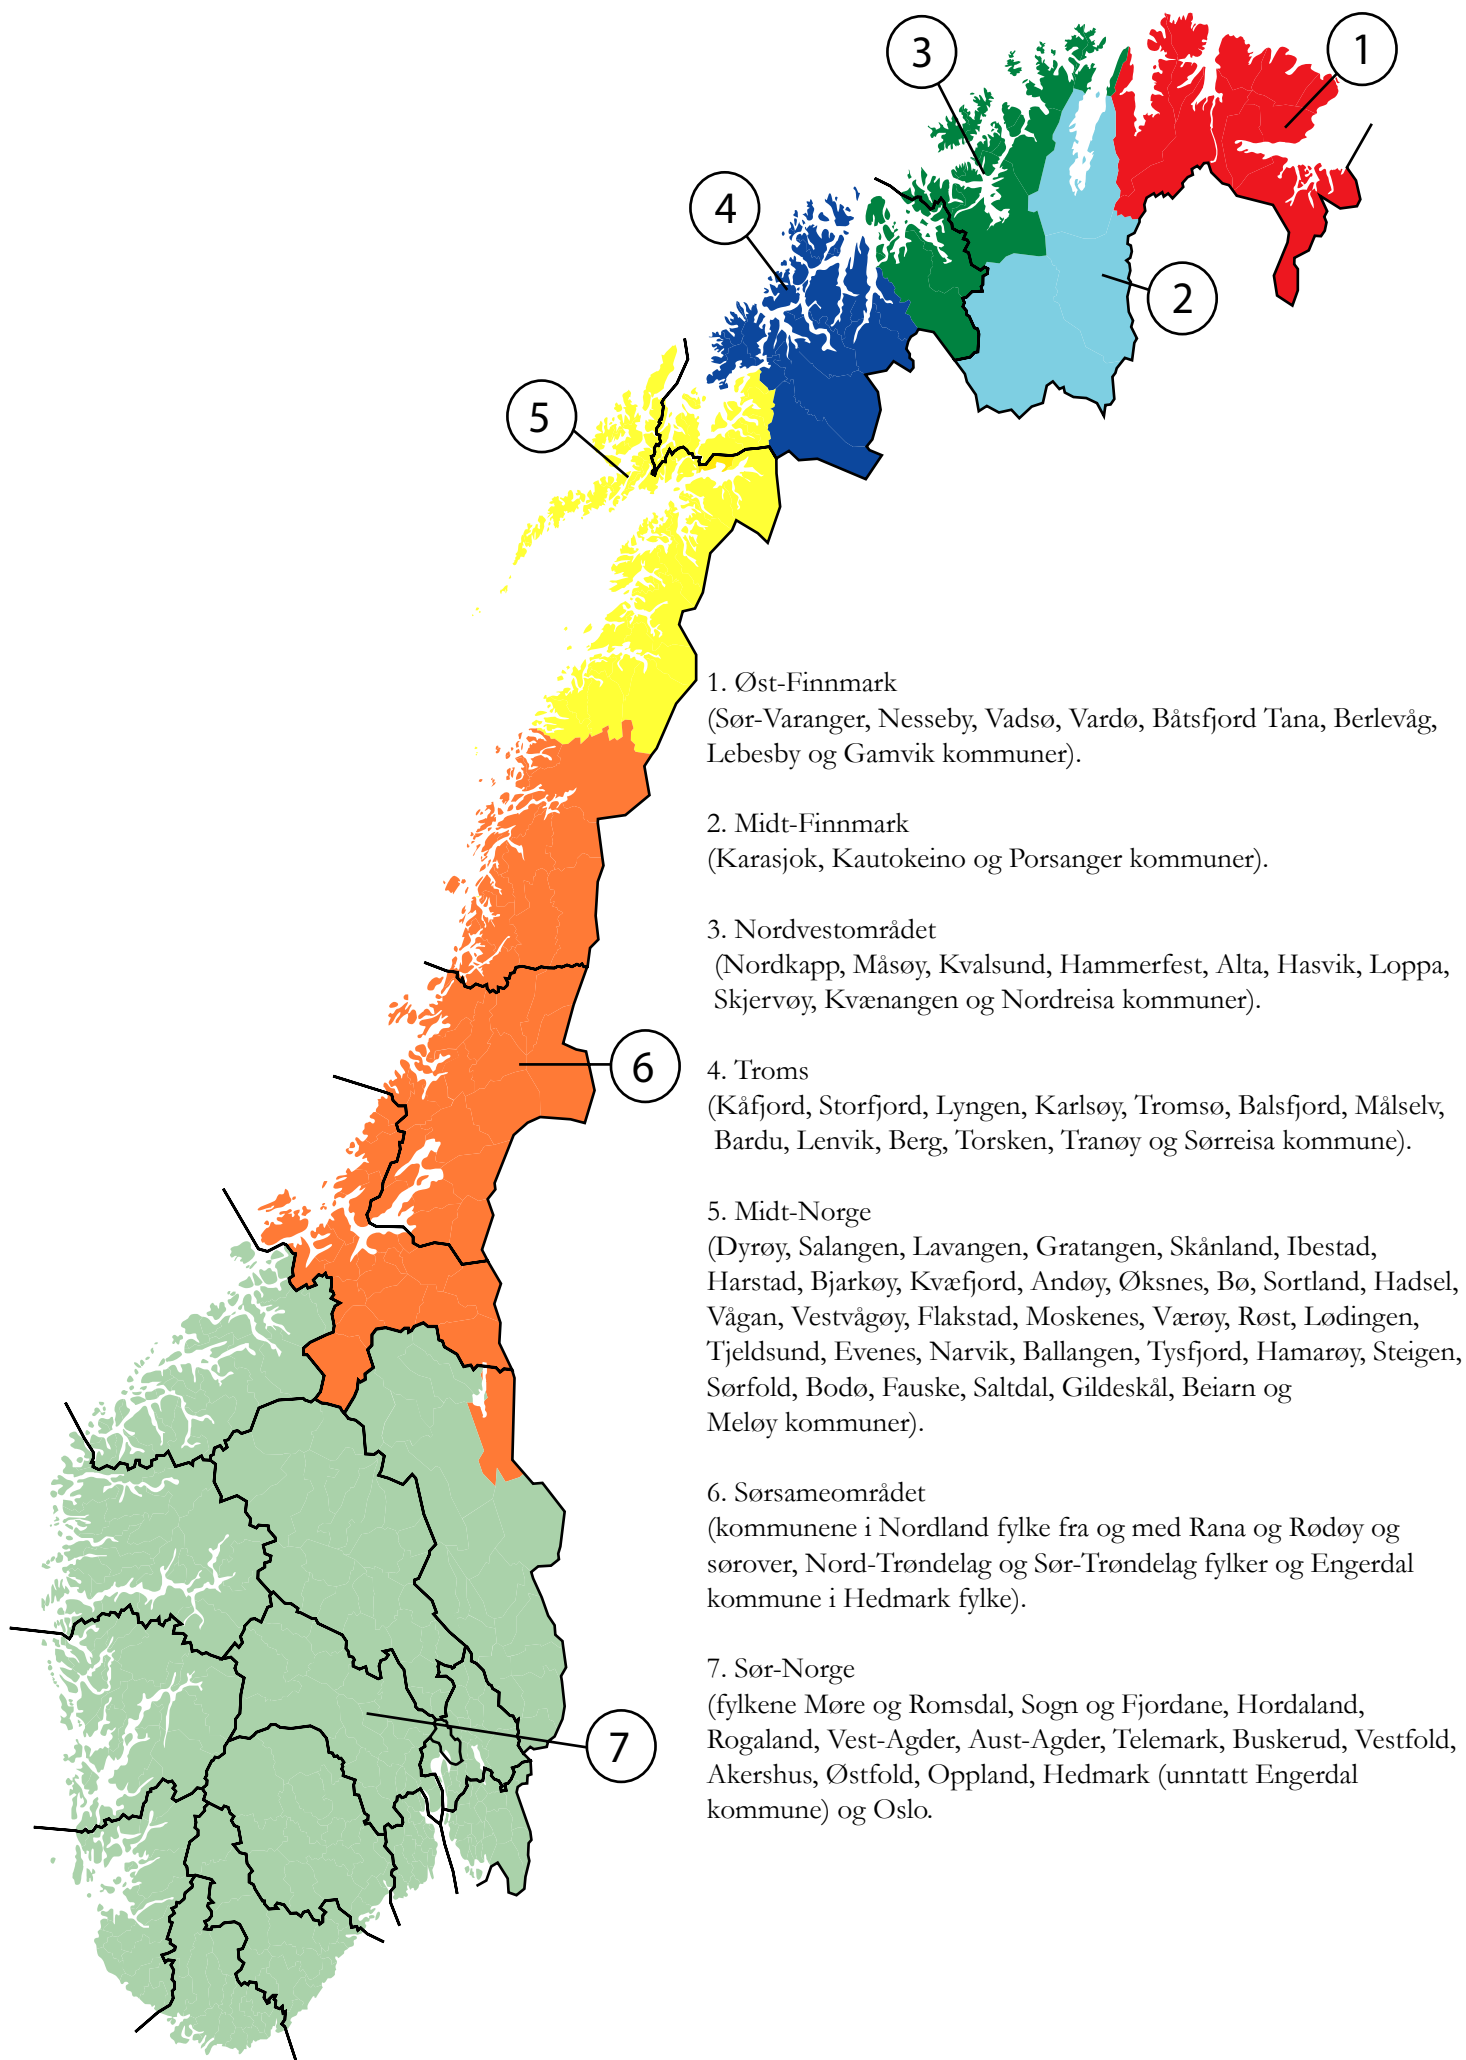 3
1
4
2
5
1. Øst-Finnmark
(Sør-Varanger, Nesseby, Vadsø, Vardø, Båtsfjord Tana, Berlevåg,
Lebesby og Gamvik kommuner).
2. Midt-Finnmark
(Karasjok, Kautokeino og Porsanger kommuner).
3. Nordvestområdet
(Nordkapp, Måsøy, Kvalsund, Hammerfest, Alta, Hasvik, Loppa,
Skjervøy, Kvænangen og Nordreisa kommuner).
6
4. Troms
(Kåfjord, Storfjord, Lyngen, Karlsøy, Tromsø, Balsfjord, Målselv,
Bardu, Lenvik, Berg, Torsken, Tranøy og Sørreisa kommune).
5. Midt-Norge
(Dyrøy, Salangen, Lavangen, Gratangen, Skånland, Ibestad,
Harstad, Bjarkøy, Kvæfjord, Andøy, Øksnes, Bø, Sortland, Hadsel,
Vågan, Vestvågøy, Flakstad, Moskenes, Værøy, Røst, Lødingen,
Tjeldsund, Evenes, Narvik, Ballangen, Tysfjord, Hamarøy, Steigen,
Sørfold, Bodø, Fauske, Saltdal, Gildeskål, Beiarn og
Meløy kommuner).
6. Sørsameområdet
(kommunene i Nordland fylke fra og med Rana og Rødøy og
sørover, Nord-Trøndelag og Sør-Trøndelag fylker og Engerdal
kommune i Hedmark fylke).
7. Sør-Norge
(fylkene Møre og Romsdal, Sogn og Fjordane, Hordaland,
Rogaland, Vest-Agder, Aust-Agder, Telemark, Buskerud, Vestfold,
Akershus, Østfold, Oppland, Hedmark (unntatt Engerdal
kommune) og Oslo.
7